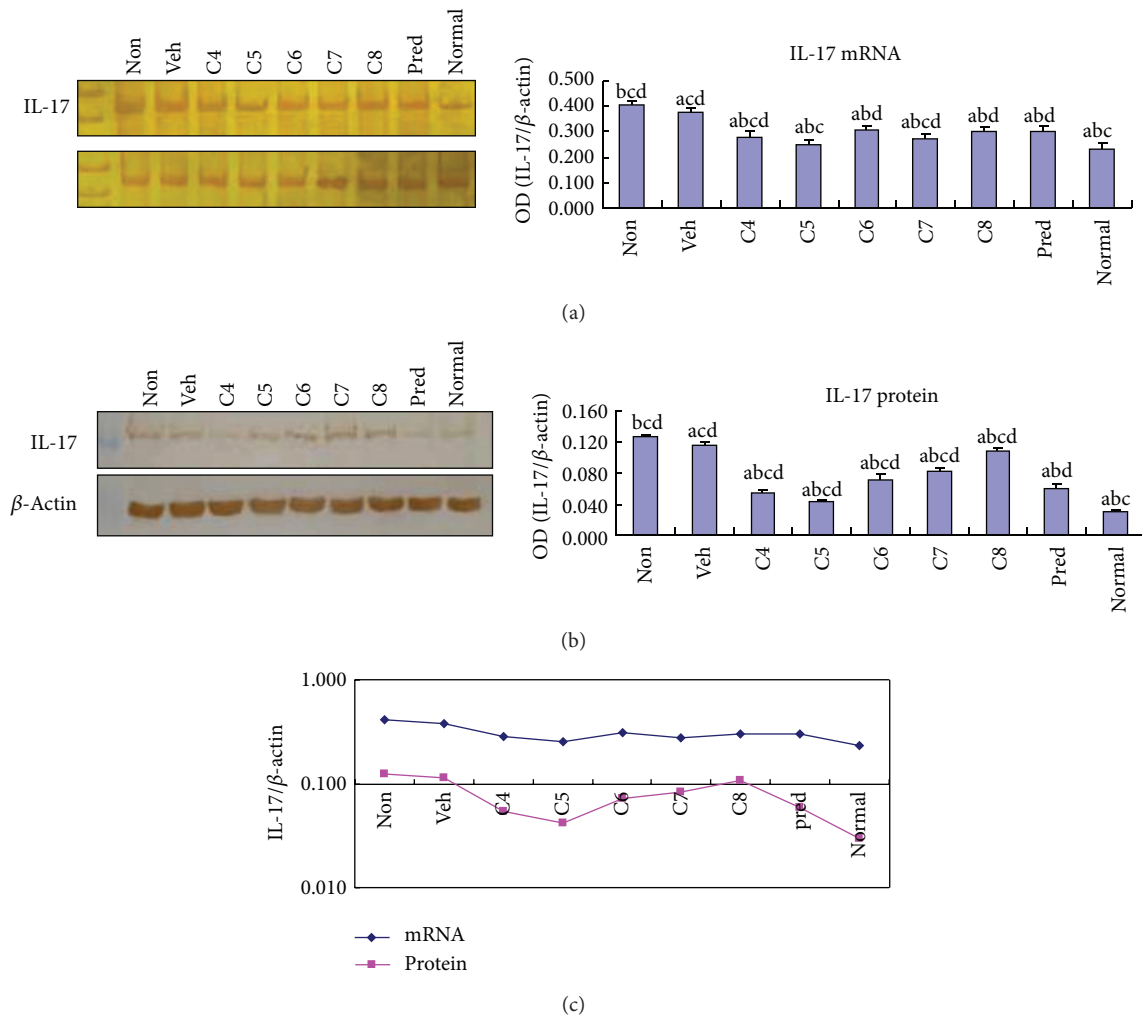 Non Veh C4 C5 C6 C7 C8 Pred Normal
IL-17
IL-17 mRNA
OD (IL-17/β-actin)
0.500
0.400
0.300
0.200
0.100
0.000
bcd acd abcd abc abd abcd abd abd abc
Non Veh C4 C5 C6 C7 C8 Pred Normal
(a)
Non Veh C4 C5 C6 C7 C8 Pred Normal
IL-17
β-Actin
IL-17 protein
OD (IL-17/β-actin)
0.160
0.120
0.080
0.040
0.000
bcd acd abcd abcd abcd abcd abcd abd abc
Non Veh C4 C5 C6 C7 C8 Pred Normal
(b)
IL-17/β-actin
1.000
0.100
0.010
Non Veh C4 C5 C6 C7 C8 pred Normal
mRNA
Protein
(c)